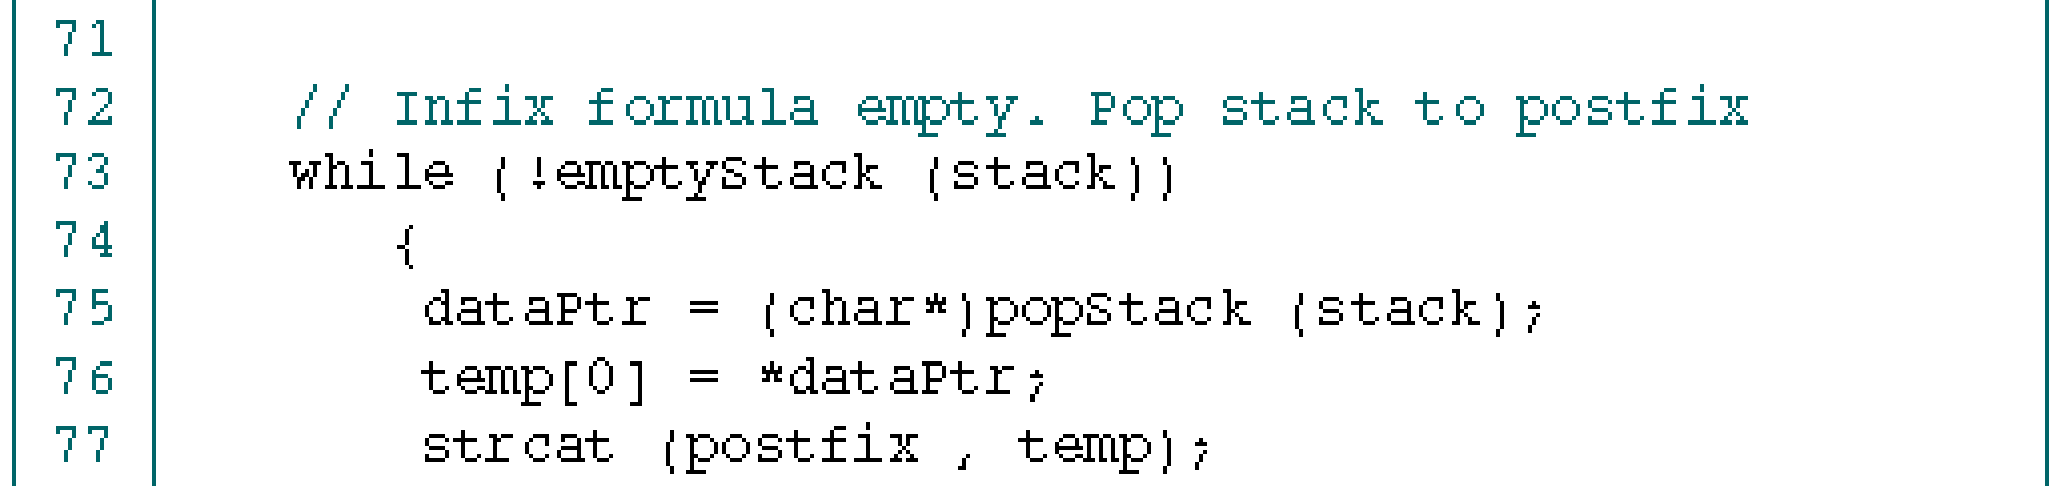 71
72 // Infix formula empty. Pop stack to postfix
73 while (!emptyStack (stack))
74 {
75 dataPtr = (char*)popStack (stack);
76 temp[0] = *dataPtr;
77 strcat (postfix , temp);